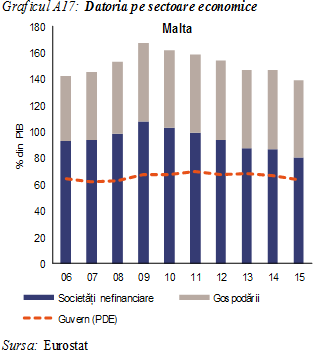 Graficul A17: Datoria pe sectoare economice
Malta
% din PIB
180
160
140
120
100
80
60
40
20
0
06 07 08 09 10 11 12 13 14 15
Societăți nefinanciare
Gospodării
Guvern (PDE)
Sursa: Eurostat